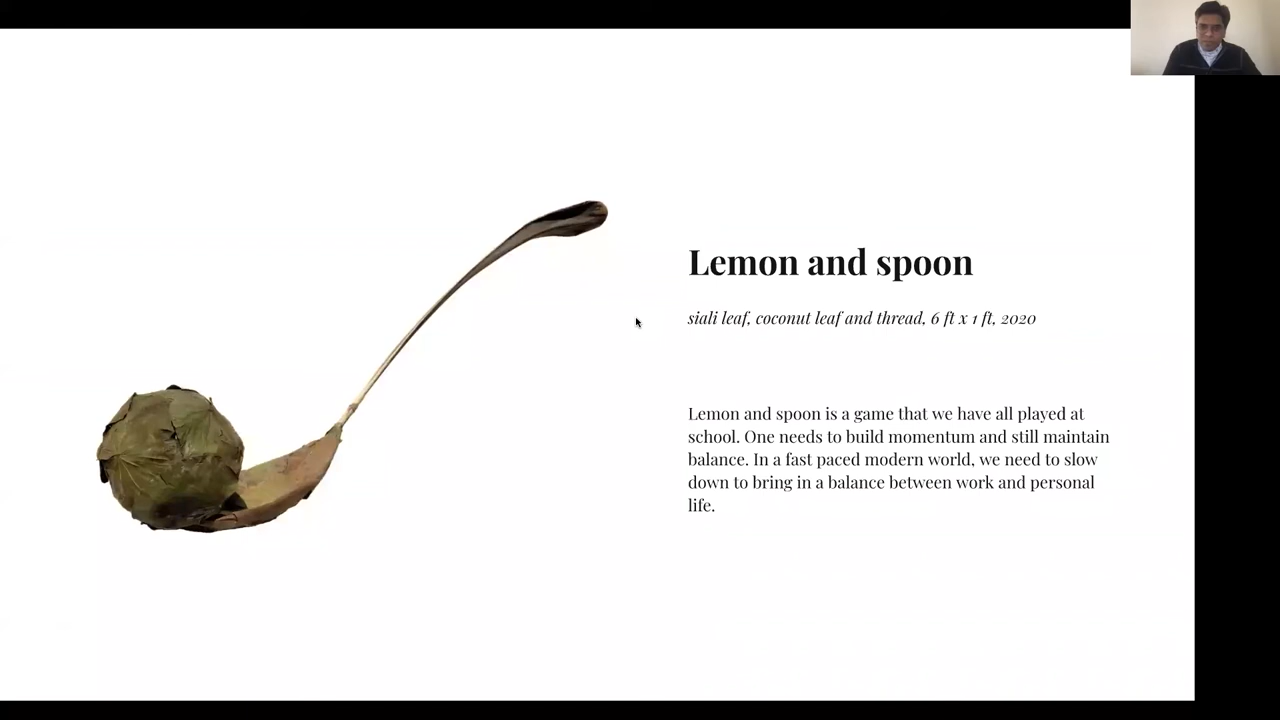 Lemon and spoon
siali leaf, coconut leaf and thread, 6 ft x 1 ft, 2020
Lemon and spoon is a game that we have all played at
school. One needs to build momentum and still maintain
balance. In a fast paced modern world, we need to slow
down to bring in a balance between work and personal
life.